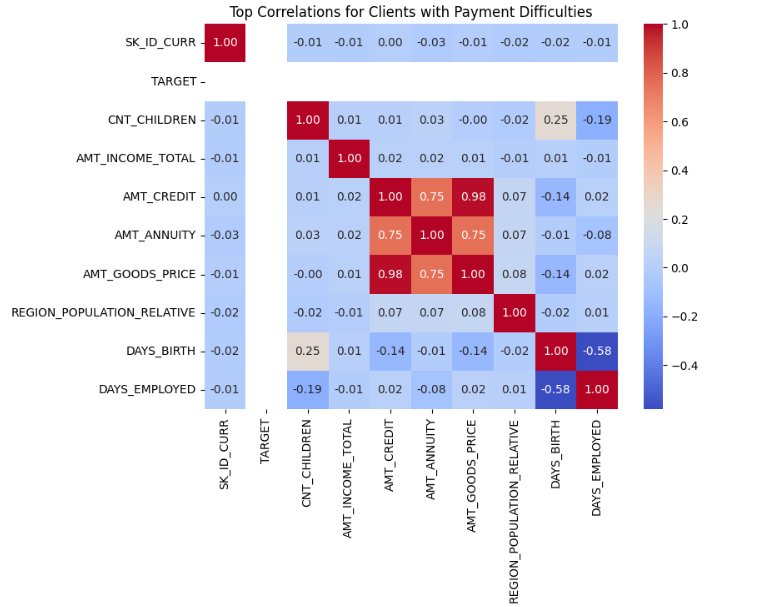 Top Correlations for Clients with Payment Difficulties
SK_ID_CURR 1.00 -0.01 -0.01 0.00 -0.03 -0.01 -0.02 -0.02 -0.01
TARGET
CNT_CHILDREN -0.01 1.00 0.01 0.01 0.03 -0.00 -0.02 0.25 -0.19
AMT_INCOME_TOTAL -0.01 0.01 1.00 0.02 0.02 0.01 -0.01 0.01 -0.01
AMT_CREDIT 0.00 0.01 0.02 1.00 0.75 0.98 0.07 -0.14 0.02
AMT_ANNUITY -0.03 0.03 0.02 0.75 1.00 0.75 0.07 -0.01 -0.08
AMT_GOODS_PRICE -0.01 -0.00 0.01 0.98 0.75 1.00 0.08 -0.14 0.02
REGION_POPULATION_RELATIVE -0.02 -0.02 -0.01 0.07 0.07 0.08 1.00 -0.02 0.01
DAYS_BIRTH -0.02 0.25 0.01 -0.14 -0.01 -0.14 -0.02 1.00 -0.58
DAYS_EMPLOYED -0.01 -0.19 -0.01 0.02 -0.08 0.02 0.01 -0.58 1.00
SK_ID_CURR
TARGET
CNT_CHILDREN
AMT_INCOME_TOTAL
AMT_CREDIT
AMT_ANNUITY
AMT_GOODS_PRICE
REGION_POPULATION_RELATIVE
DAYS_BIRTH
DAYS_EMPLOYED
1.0
0.8
0.6
0.4
0.2
0.0
−0.2
−0.4